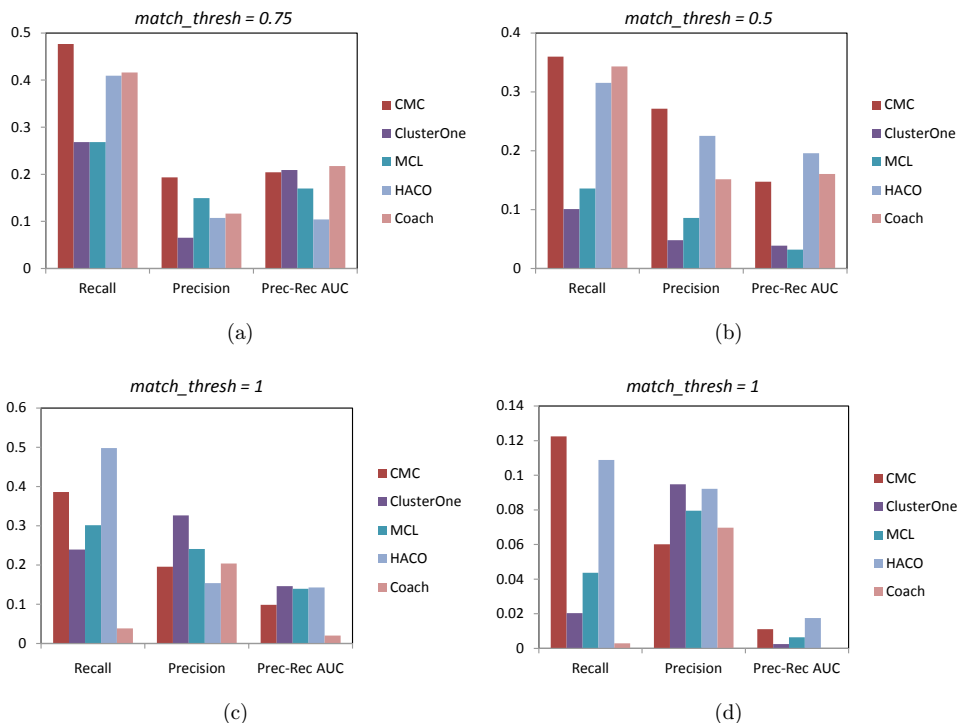 match_thresh = 0.75
0.5
0.4
0.3
0.2
0.1
0
Recall Precision Prec-Rec AUC
CMC
ClusterOne
MCL
HACO
Coach
(a)
match_thresh = 0.5
0.4
0.3
0.2
0.1
0
Recall Precision Prec-Rec AUC
CMC
ClusterOne
MCL
HACO
Coach
(b)
match_thresh = 1
0.6
0.5
0.4
0.3
0.2
0.1
0
Recall Precision Prec-Rec AUC
CMC
ClusterOne
MCL
HACO
Coach
(c)
match_thresh = 1
0.14
0.12
0.1
0.08
0.06
0.04
0.02
0
Recall Precision Prec-Rec AUC
CMC
ClusterOne
MCL
HACO
Coach
(d)